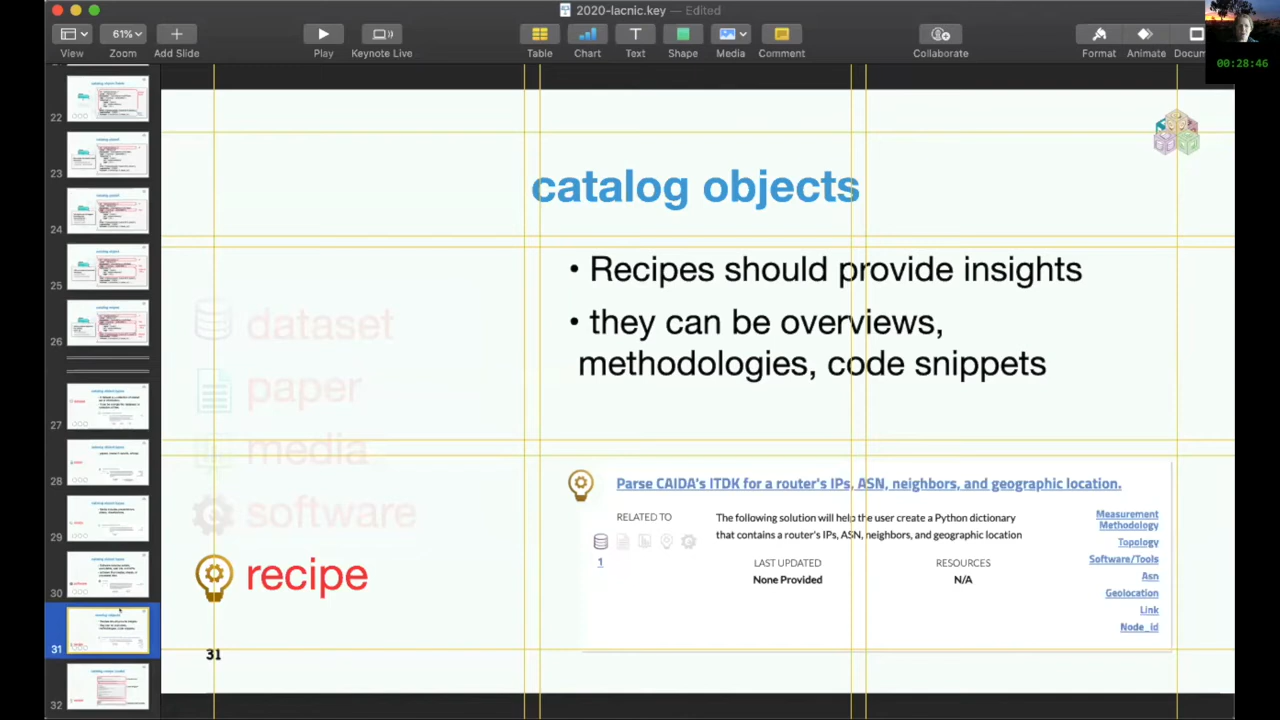 2020-lacnic.key — Edited
61%
View
Zoom
Add Slide
Play
Keynote Live
Table
Chart
Text
Shape
Media
Comment
Collaborate
Format
Animate
Docum
00:28:46
22
23
24
25
26
27
28
29
30
31
32
catalog objects
• Recipes should provide insights
• they can be overviews,
methodologies, code snippets
dataset
paper
media
software
recipe
31
Parse CAIDA's ITDK for a router's IPs, ASN, neighbors, and geographic location.
RELATED TO
1
The following solution will help the user create a Python dictionary
that contains a router's IPs, ASN, neighbors, and geographic location
LAST UPDATED
None Provided
RESOURCES
N/A
Measurement
Methodology
Topology
Software/Tools
Asn
Geolocation
Link
Node_id